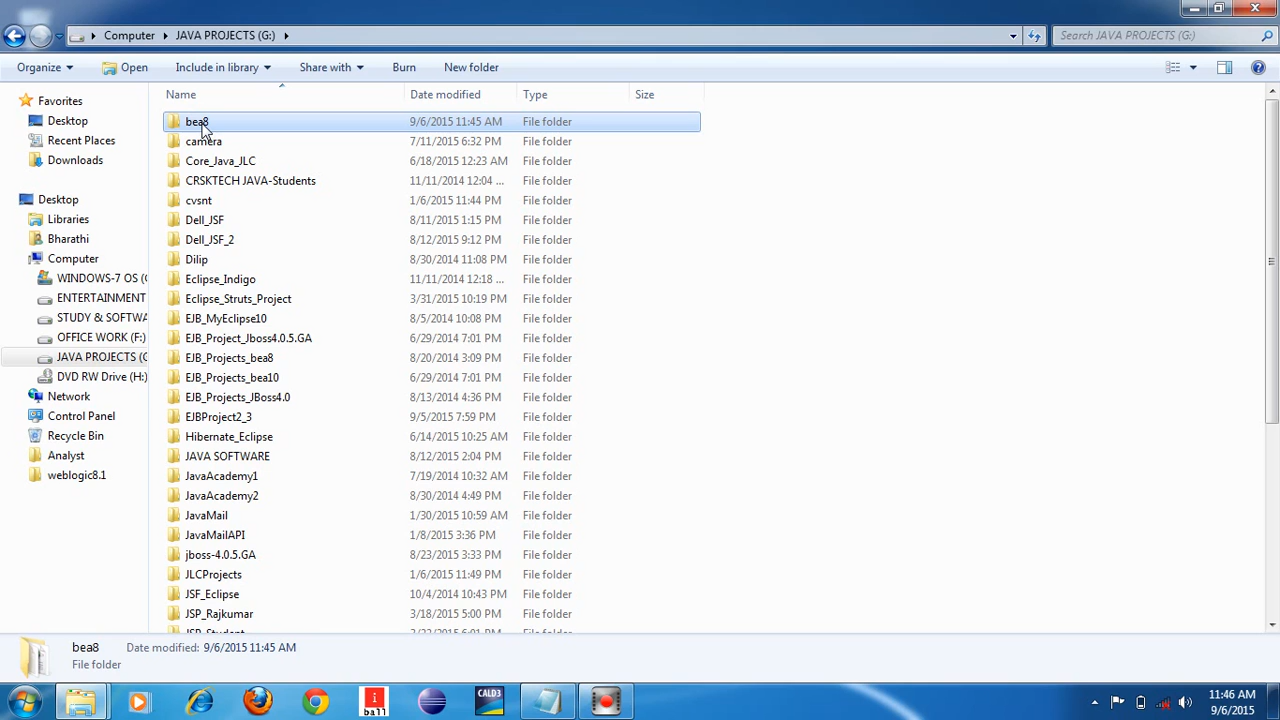 Computer JAVA PROJECTS (G:) Search JAVA PROJECTS (G:)
Organize Open Include in library Share with Burn New folder
Name Date modified Type Size
Favorites
Desktop
Recent Places
Downloads
Desktop
Libraries
Bharathi
Computer
WINDOWS-7 OS (
ENTERTAINMENT
STUDY & SOFTWA
OFFICE WORK (F:)
JAVA PROJECTS (G
DVD RW Drive (H:)
Network
Control Panel
Recycle Bin
Analyst
weblogic8.1
bea8 9/6/2015 11:45 AM File folder
camera 7/11/2015 6:32 PM File folder
Core_Java_JLC 6/18/2015 12:23 AM File folder
CRSKTECH JAVA-Students 11/11/2014 12:04 ... File folder
cvsnt 1/6/2015 11:44 PM File folder
Dell_JSF 8/11/2015 1:15 PM File folder
Dell_JSF_2 8/12/2015 9:12 PM File folder
Dilip 8/30/2014 11:08 PM File folder
Eclipse_Indigo 11/11/2014 12:18 ... File folder
Eclipse_Struts_Project 3/31/2015 10:19 PM File folder
EJB_MyEclipse10 8/5/2014 10:08 PM File folder
EJB_Project_Jboss4.0.5.GA 6/29/2014 7:01 PM File folder
EJB_Projects_bea8 8/20/2014 3:09 PM File folder
EJB_Projects_bea10 6/29/2014 7:01 PM File folder
EJB_Projects_JBoss4.0 8/13/2014 4:36 PM File folder
EJBProject2_3 9/5/2015 7:59 PM File folder
Hibernate_Eclipse 6/14/2015 10:25 AM File folder
JAVA SOFTWARE 8/12/2015 2:04 PM File folder
JavaAcademy1 7/19/2014 10:32 AM File folder
JavaAcademy2 8/30/2014 4:49 PM File folder
JavaMail 1/30/2015 10:59 AM File folder
JavaMailAPI 1/8/2015 3:36 PM File folder
jboss-4.0.5.GA 8/23/2015 3:33 PM File folder
JLCProjects 1/6/2015 11:49 PM File folder
JSF_Eclipse 10/4/2014 10:43 PM File folder
JSP_Rajkumar 3/18/2015 5:00 PM File folder
bea8 Date modified: 9/6/2015 11:45 AM
File folder
i
ball
CALD3
11:46 AM
9/6/2015